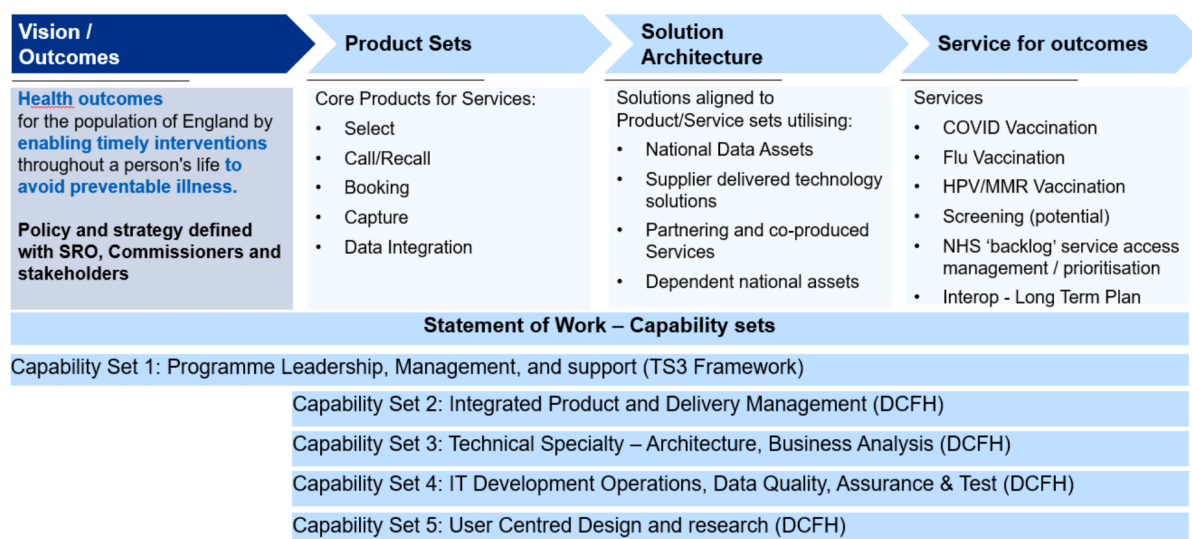 Vision /
Outcomes
Product Sets
Solution
Architecture
Service for outcomes
Health outcomes
for the population of England by
enabling timely interventions
throughout a person's life to
avoid preventable illness.
Policy and strategy defined
with SRO, Commissioners and
stakeholders
Core Products for Services:
• Select
• Call/Recall
• Booking
• Capture
• Data Integration
Solutions aligned to
Product/Service sets utilising:
• National Data Assets
• Supplier delivered technology
solutions
• Partnering and co-produced
Services
• Dependent national assets
Services
• COVID Vaccination
• Flu Vaccination
• HPV/MMR Vaccination
• Screening (potential)
• NHS ‘backlog’ service access
management / prioritisation
• Interop - Long Term Plan
Statement of Work – Capability sets
Capability Set 1: Programme Leadership, Management, and support (TS3 Framework)
Capability Set 2: Integrated Product and Delivery Management (DCFH)
Capability Set 3: Technical Specialty – Architecture, Business Analysis (DCFH)
Capability Set 4: IT Development Operations, Data Quality, Assurance & Test (DCFH)
Capability Set 5: User Centred Design and research (DCFH)